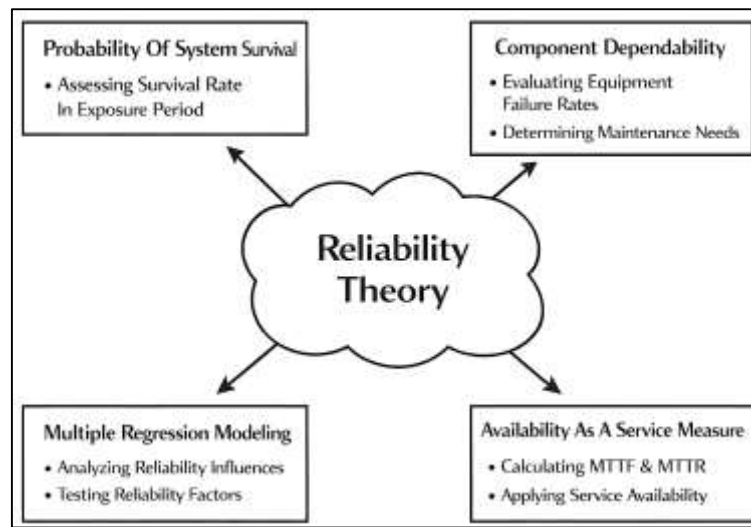 Probability Of System Survival
• Assessing Survival Rate
In Exposure Period
Component Dependability
• Evaluating Equipment
Failure Rates
• Determining Maintenance Needs
Reliability
Theory
Multiple Regression Modeling
• Analyzing Reliability Influences
• Testing Reliability Factors
Availability As A Service Measure
• Calculating MTTF & MTTR
• Applying Service Availability